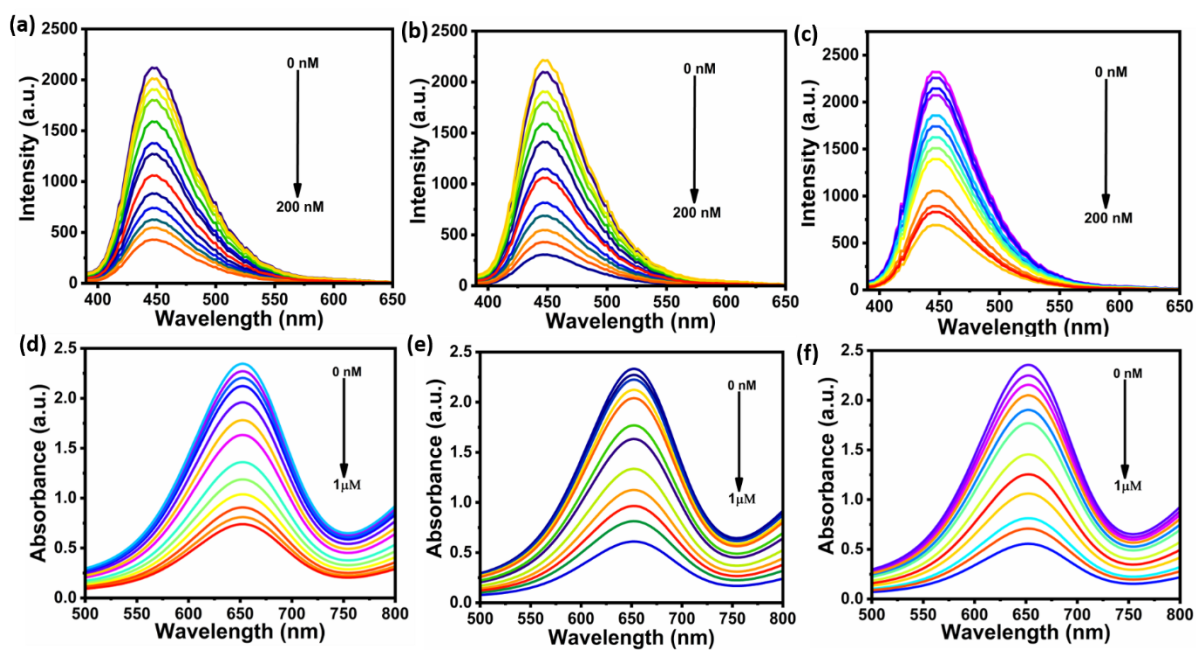 (a)
2500
2000
1500
1000
500
0
Intensity (a.u.)
0 nM
200 nM
400 450 500 550 600 650
Wavelength (nm)
(b)
2500
2000
1500
1000
500
0
Intensity (a.u.)
0 nM
200 nM
400 450 500 550 600 650
Wavelength (nm)
(c)
2500
2000
1500
1000
500
0
Intensity (a.u.)
0 nM
200 nM
400 450 500 550 600 650
Wavelength (nm)
(d)
2.5
2.0
1.5
1.0
0.5
0.0
Absorbance (a.u.)
0 nM
1μM
500 550 600 650 700 750 800
Wavelength (nm)
(e)
2.5
2.0
1.5
1.0
0.5
0.0
Absorbance (a.u.)
0 nM
1μM
500 550 600 650 700 750 800
Wavelength (nm)
(f)
2.5
2.0
1.5
1.0
0.5
0.0
Absorbance (a.u.)
0 nM
1μM
500 550 600 650 700 750 800
Wavelength (nm)